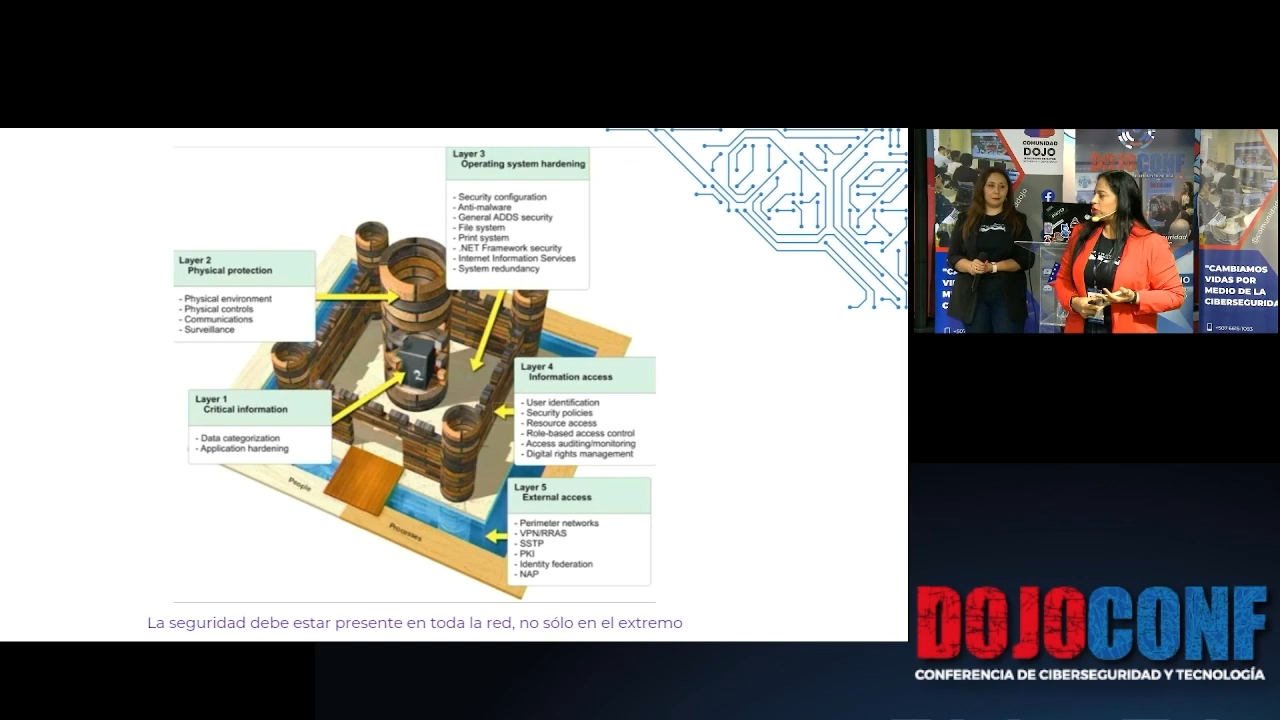 Layer 3
Operating system hardening
- Security configuration
- Anti-malware
- General ADDS security
- File system
- Print system
- .NET Framework security
- Internet Information Services
- System redundancy
Layer 2
Physical protection
- Physical environment
- Physical controls
- Communications
- Surveillance
Layer 1
Critical information
- Data categorization
- Application hardening
2
Layer 4
Information access
- User identification
- Security policies
- Resource access
- Role-based access control
- Access auditing/monitoring
- Digital rights management
Layer 5
External access
- Perimeter networks
- VPN/RRAS
- SSTP
- PKI
- Identity federation
- NAP
People
Processes
La seguridad debe estar presente en toda la red, no sólo en el extremo
COMUNIDAD
DOJO
DOJOCONF
"CAMBIAMOS
VIDAS POR
MEDIO DE LA
CIBERSEGURIDA
DOJOCONF
CONFERENCIA DE CIBERSEGURIDAD Y TECNOLOGÍA